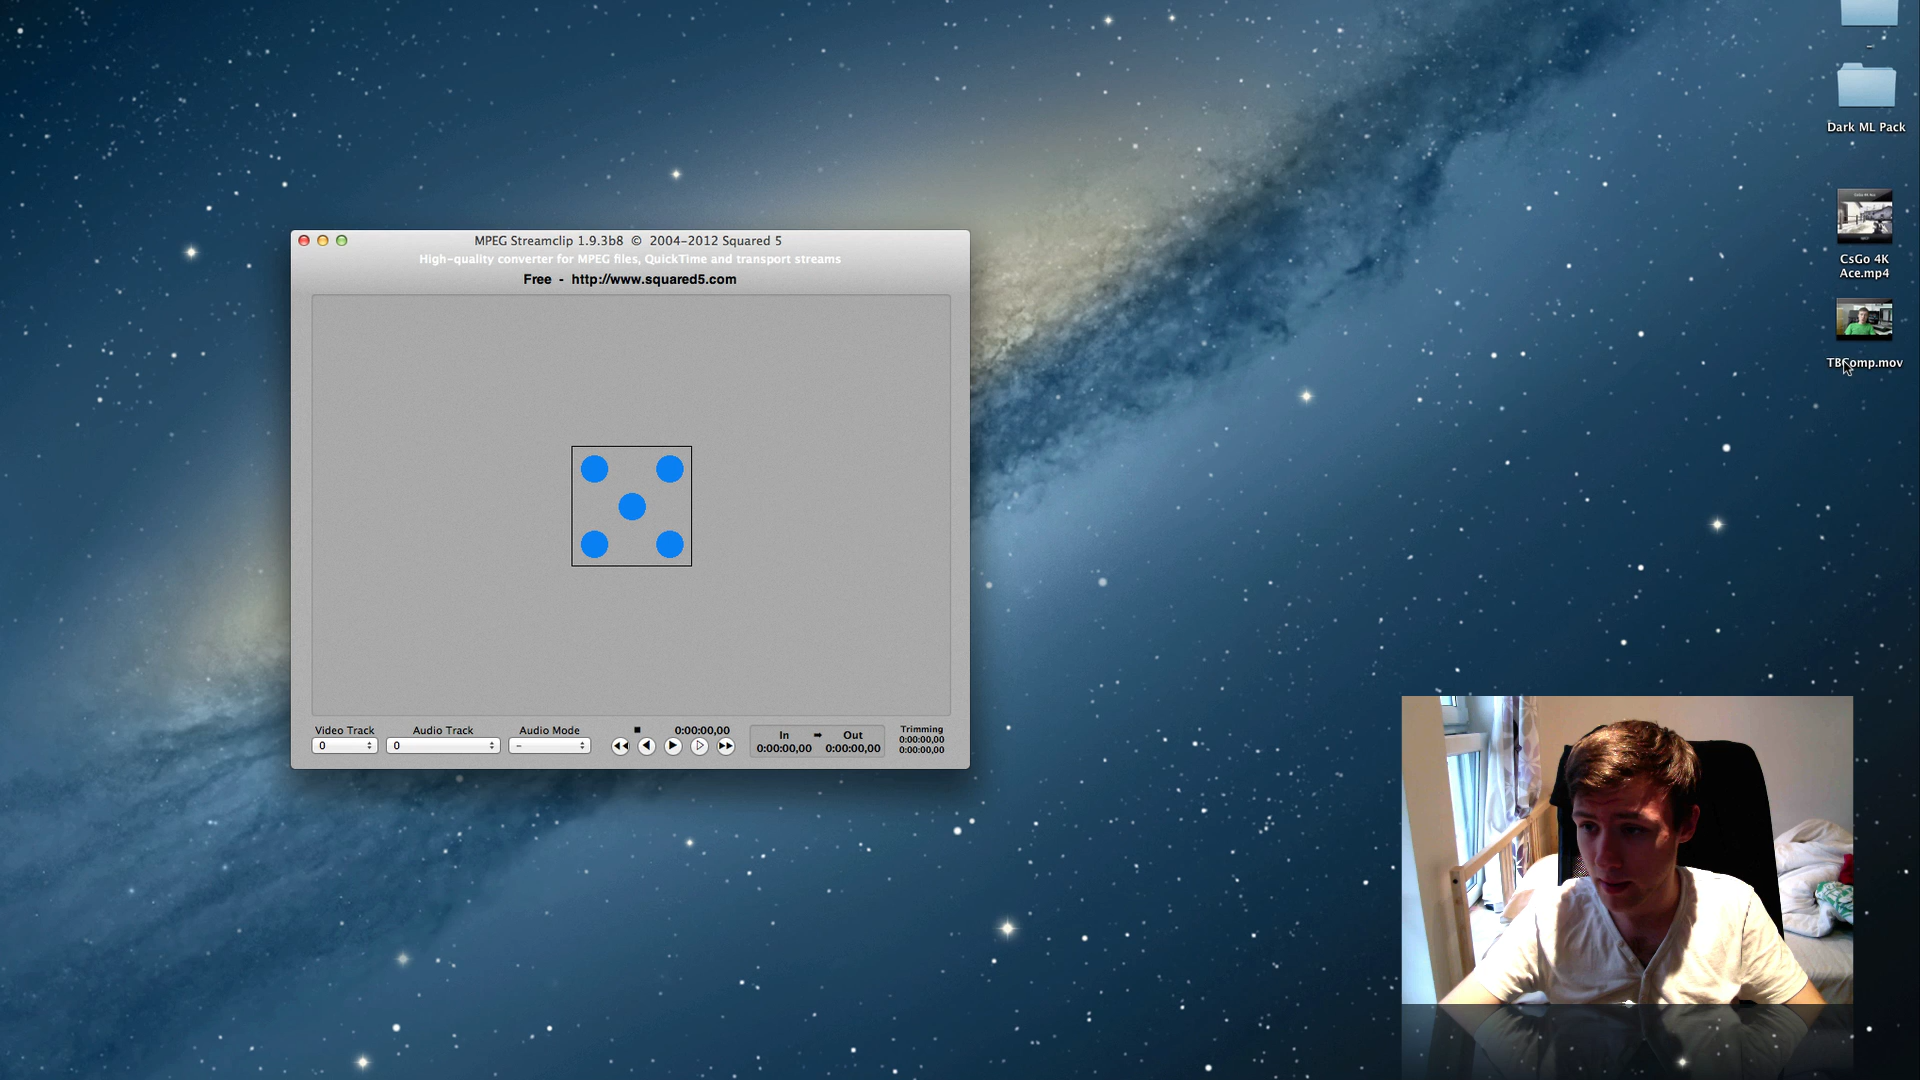 MPEG Streamclip 1.9.3b8 © 2004-2012 Squared 5
High-quality converter for MPEG files, QuickTime and transport streams
Free - http://www.squared5.com
Video Track
Audio Track
Audio Mode
0:00:00,00
0
0
-
In
Out
0:00:00,00
0:00:00,00
Trimming
0:00:00,00
0:00:00,00
Dark ML Pack
CsGo 4K
Ace.mp4
TBComp.mov